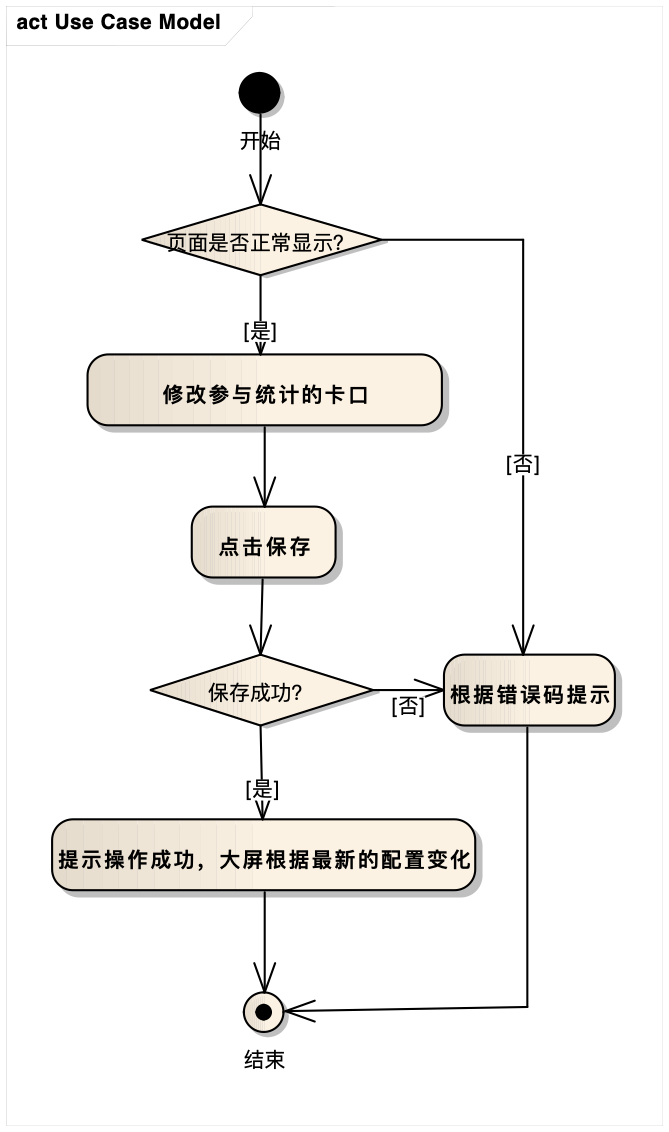 act Use Case Model
开始
页面是否正常显示?
[是]
修改参与统计的卡口
[否]
点击保存
保存成功?
[否]
根据错误码提示
[是]
提示操作成功，大屏根据最新的配置变化
结束